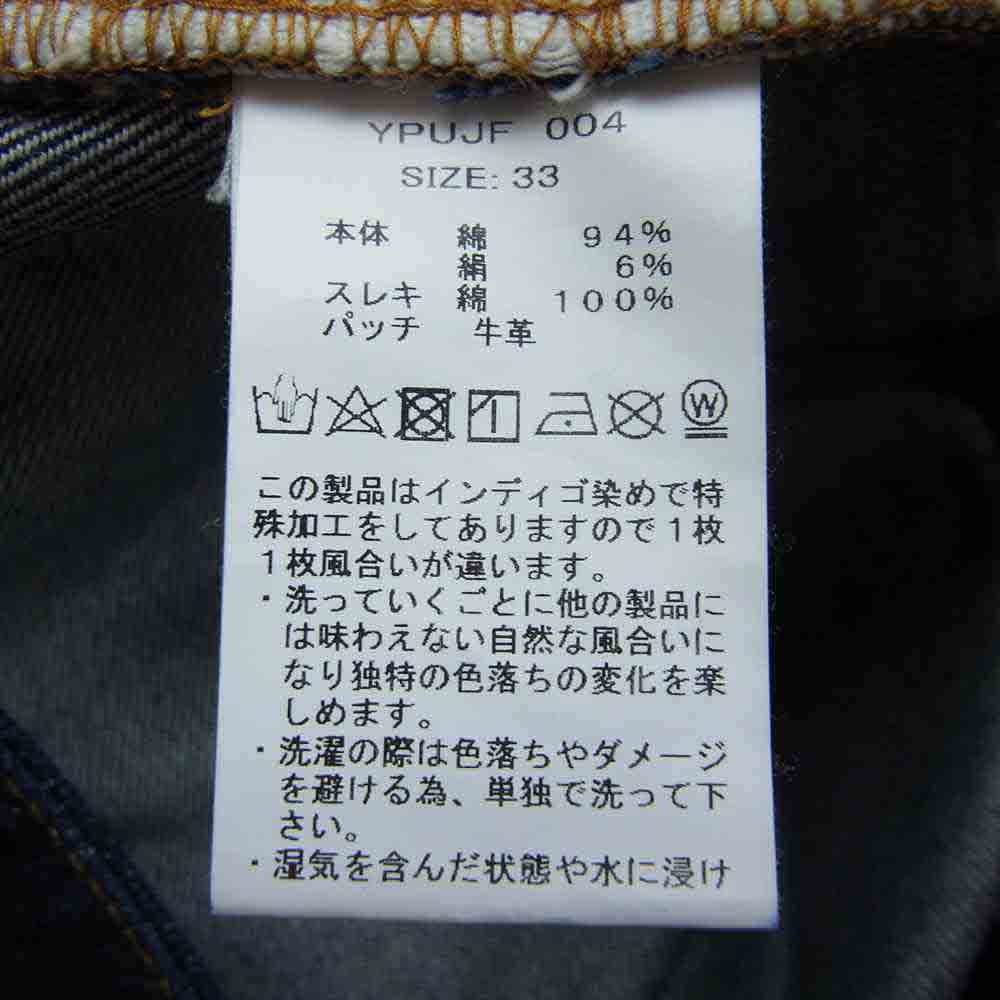 YPUJF 004
SIZE: 33
本体 綿 94%
絹 6%
スレキ 綿 100%
パッチ 牛革
W
この製品はインディゴ染めで特
殊加工をしてありますので1枚
1枚風合いが違います。
・洗っていくごとに他の製品に
は味わえない自然な風合いに
なり独特の色落ちの変化を楽
しめます。
・洗濯の際は色落ちやダメージ
を避ける為、単独で洗って下
さい。
・湿気を含んだ状態や水に浸け